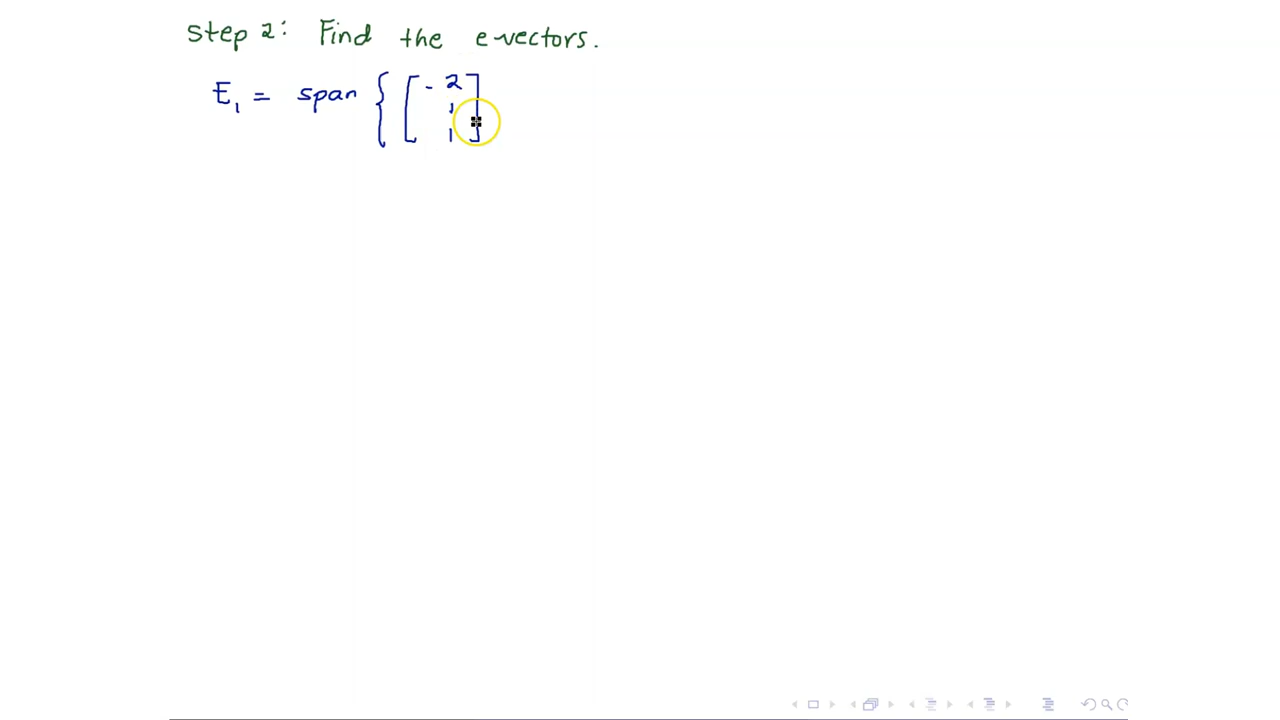 Step 2: Find the e-vectors.
E₁ = span { [ -2
1
1 ]